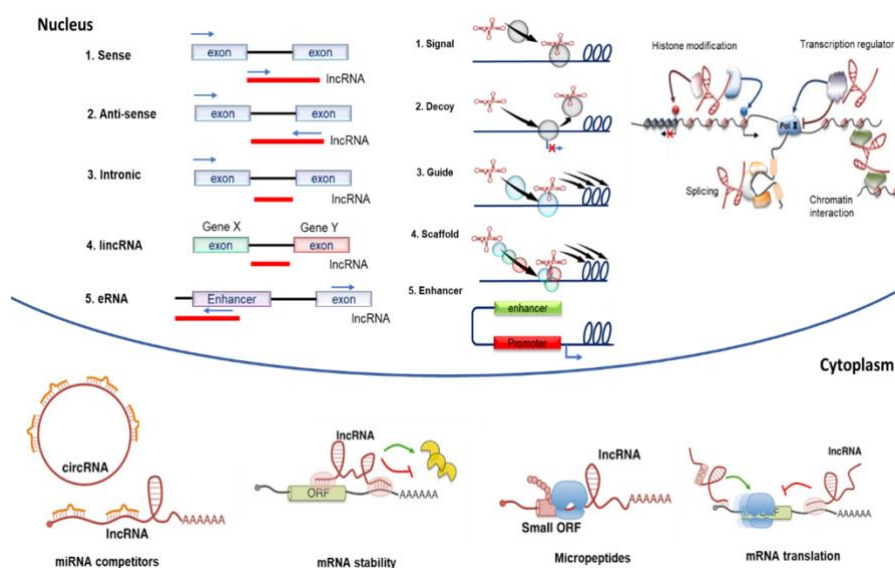 Nucleus
1. Sense
exon
exon
lncRNA
2. Anti-sense
exon
exon
lncRNA
3. Intronic
exon
exon
lncRNA
4. lincRNA
Gene X
Gene Y
exon
exon
lncRNA
5. eRNA
Enhancer
exon
lncRNA
1. Signal
2. Decoy
3. Guide
4. Scaffold
5. Enhancer
enhancer
Promoter
Histone modification
Transcription regulator
Pol II
Splicing
Chromatin
interaction
Cytoplasm
circRNA
lncRNA
AAAAAA
miRNA competitors
lncRNA
ORF
AAAAAA
mRNA stability
lncRNA
Small ORF
AAAAAA
Micropeptides
lncRNA
AAAAAA
mRNA translation